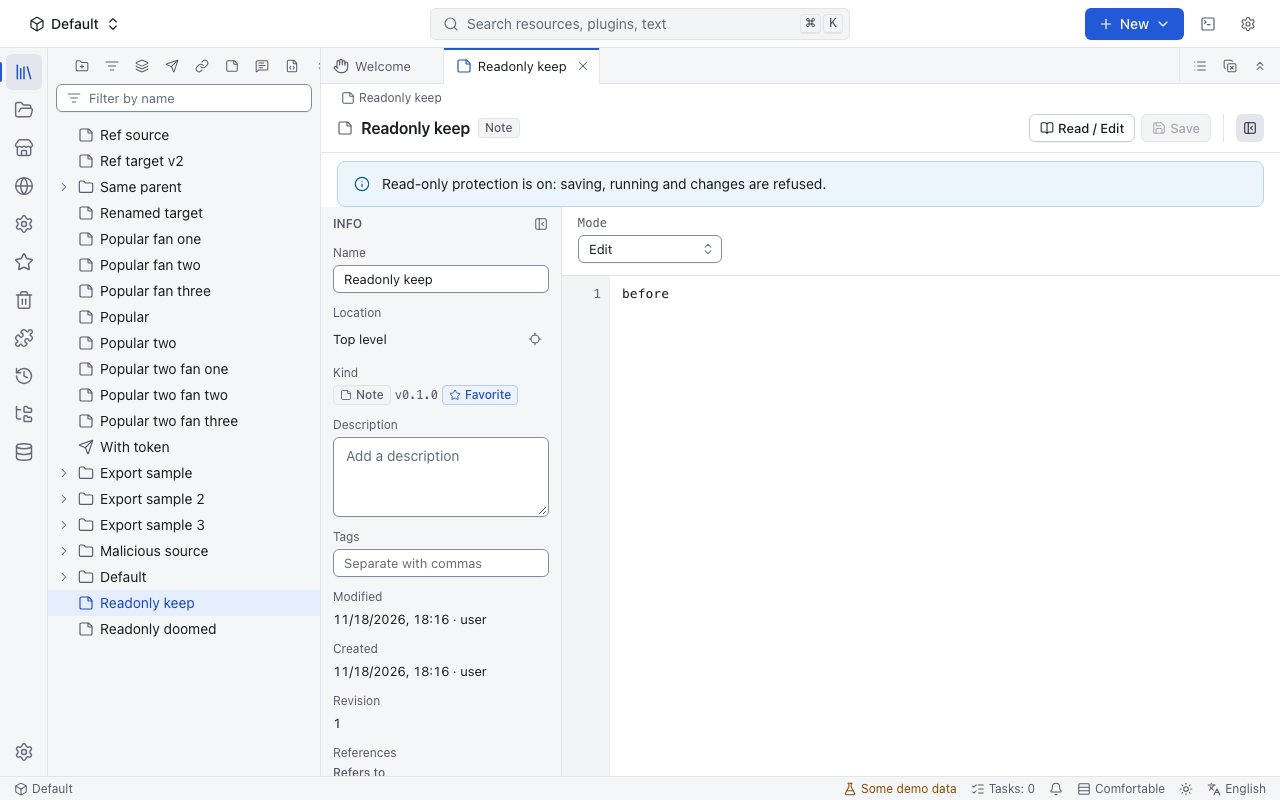 Default
Search resources, plugins, text
⌘ K
New
Welcome
Readonly keep
Filter by name
Ref source
Ref target v2
Same parent
Renamed target
Popular fan one
Popular fan two
Popular fan three
Popular
Popular two
Popular two fan one
Popular two fan two
Popular two fan three
With token
Export sample
Export sample 2
Export sample 3
Malicious source
Default
Readonly keep
Readonly doomed
Readonly keep
Readonly keep Note
Read / Edit
Save
Read-only protection is on: saving, running and changes are refused.
INFO
Name
Readonly keep
Location
Top level
Kind
Note v0.1.0 Favorite
Description
Add a description
Tags
Separate with commas
Modified
11/18/2026, 18:16 · user
Created
11/18/2026, 18:16 · user
Revision
1
References
Refers to
Mode
Edit
1 before
Default
Some demo data
Tasks: 0
Comfortable
English